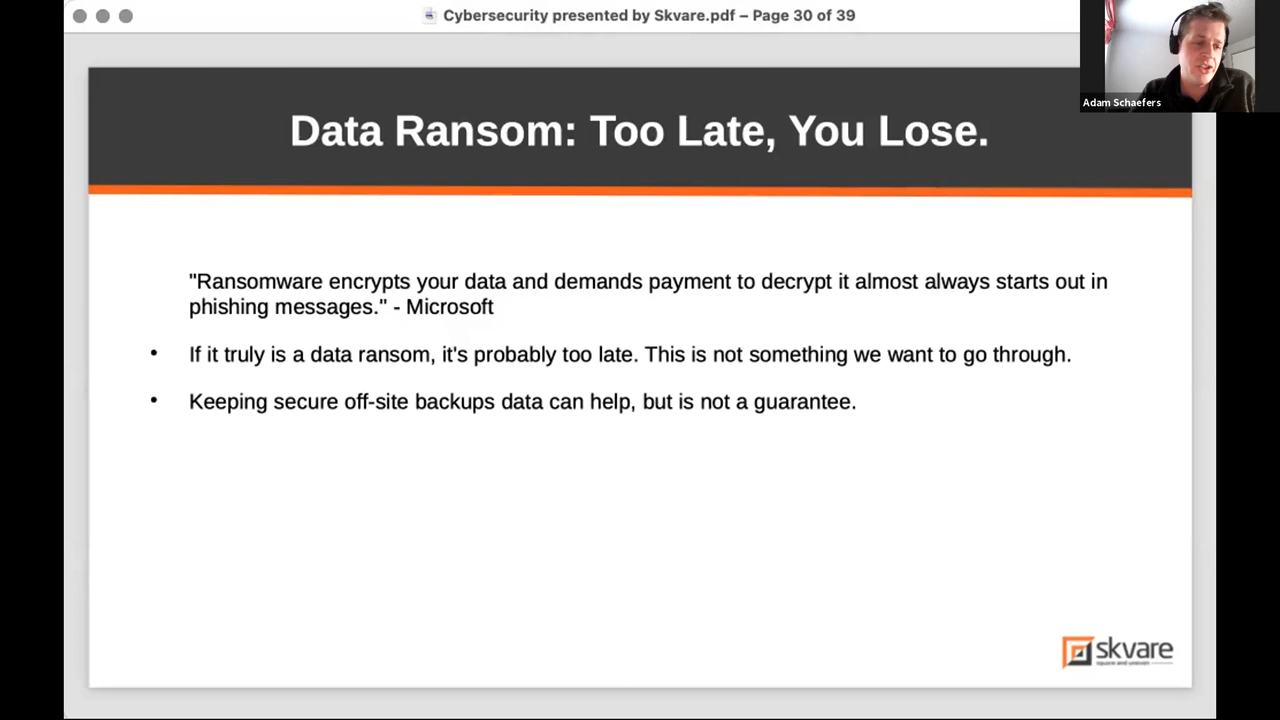 Cybersecurity presented by Skvare.pdf – Page 30 of 39
Adam Schaefers
Data Ransom: Too Late, You Lose.
"Ransomware encrypts your data and demands payment to decrypt it almost always starts out in
phishing messages." - Microsoft
• If it truly is a data ransom, it's probably too late. This is not something we want to go through.
• Keeping secure off-site backups data can help, but is not a guarantee.
skvare
square and uneven